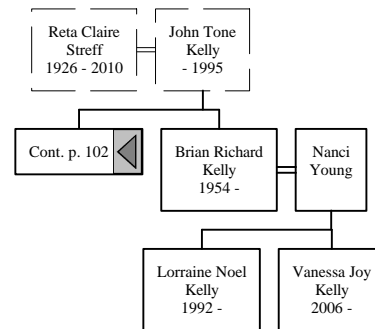 Reta Claire
Streff
1926 - 2010
John Tone
Kelly
- 1995
Cont. p. 102
Brian Richard
Kelly
1954 -
Nanci
Young
Lorraine Noel
Kelly
1992 -
Vanessa Joy
Kelly
2006 -